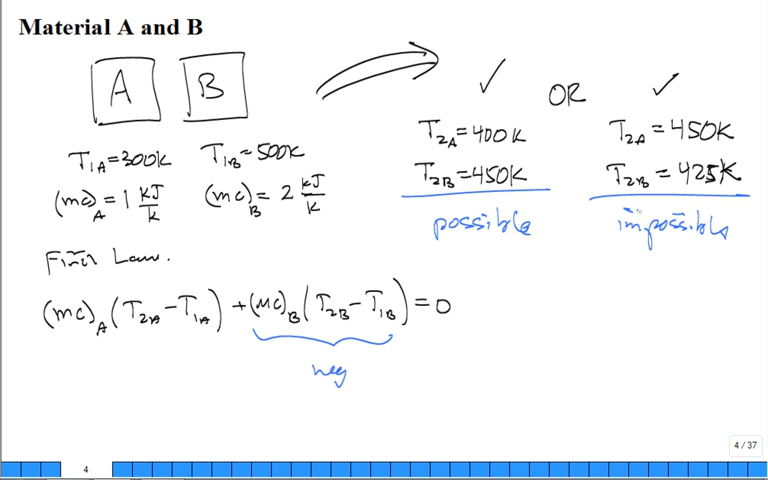 Material A and B
A B
✓ OR ✓
T1A=300K T1B=500K
(mc)A = 1 kJ/K (mc)B = 2 kJ/K
T2A=400K
T2B=450K
possible
T2A=450K
T2B=425K
impossible
First Law.
(mc)A (T2A-T1A) + (mc)B (T2B-T1B) = 0
neg
4 / 37
4